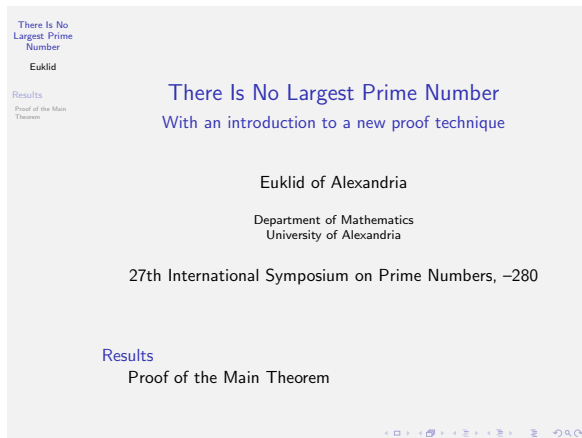 There Is No
Largest Prime
Number
Euklid
Results
Proof of the Main
Theorem
There Is No Largest Prime Number
With an introduction to a new proof technique
Euklid of Alexandria
Department of Mathematics
University of Alexandria
27th International Symposium on Prime Numbers, –280
Results
Proof of the Main Theorem